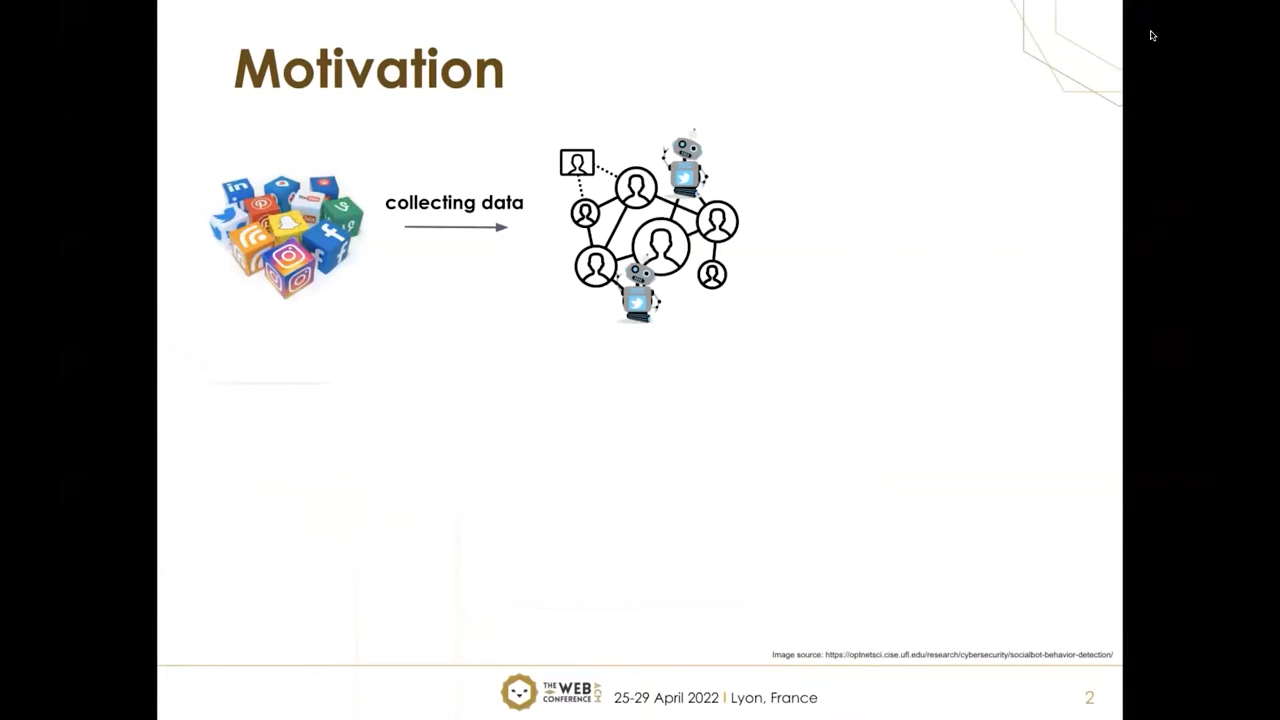 Motivation
collecting data
Image source: https://optnetsci.cise.ufl.edu/research/cybersecurity/socialbot-behavior-detection/
THE WEB CONFERENCE ACM
25-29 April 2022 | Lyon, France
2